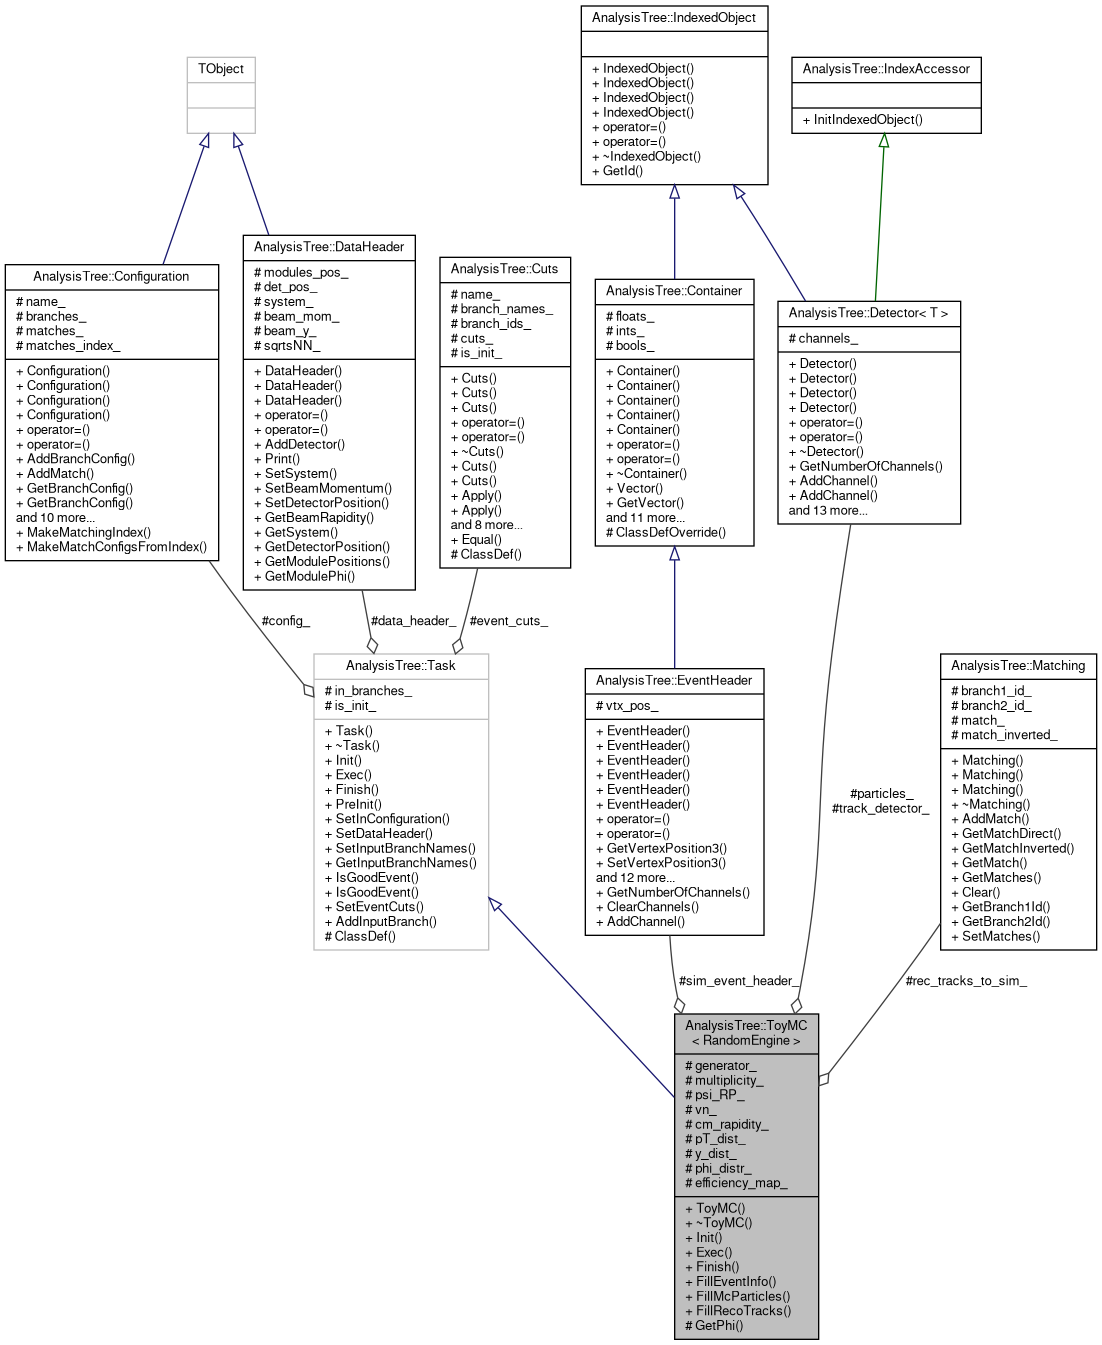 AnalysisTree::IndexedObject
+ IndexedObject()
+ IndexedObject()
+ IndexedObject()
+ IndexedObject()
+ operator=()
+ operator=()
+ ~IndexedObject()
+ GetId()
TObject
AnalysisTree::IndexAccessor
+ InitIndexedObject()
AnalysisTree::Configuration
# name_
# branches_
# matches_
# matches_index_
+ Configuration()
+ Configuration()
+ Configuration()
+ Configuration()
+ operator=()
+ operator=()
+ AddBranchConfig()
+ AddMatch()
+ GetBranchConfig()
+ GetBranchConfig()
and 10 more...
+ MakeMatchingIndex()
+ MakeMatchConfigsFromIndex()
AnalysisTree::DataHeader
# modules_pos_
# det_pos_
# system_
# beam_mom_
# beam_y_
# sqrtsNN_
+ DataHeader()
+ DataHeader()
+ DataHeader()
+ operator=()
+ operator=()
+ AddDetector()
+ Print()
+ SetSystem()
+ SetBeamMomentum()
+ SetDetectorPosition()
+ GetBeamRapidity()
+ GetSystem()
+ GetDetectorPosition()
+ GetModulePositions()
+ GetModulePhi()
AnalysisTree::Cuts
# name_
# branch_names_
# branch_ids_
# cuts_
# is_init_
+ Cuts()
+ Cuts()
+ Cuts()
+ operator=()
+ operator=()
+ ~Cuts()
+ Cuts()
+ Cuts()
+ Apply()
+ Apply()
and 8 more...
+ Equal()
# ClassDef()
AnalysisTree::Container
# floats_
# ints_
# bools_
+ Container()
+ Container()
+ Container()
+ Container()
+ Container()
+ operator=()
+ operator=()
+ ~Container()
+ Vector()
+ GetVector()
and 11 more...
# ClassDefOverride()
AnalysisTree::Detector< T >
# channels_
+ Detector()
+ Detector()
+ Detector()
+ Detector()
+ operator=()
+ operator=()
+ ~Detector()
+ GetNumberOfChannels()
+ AddChannel()
+ AddChannel()
and 13 more...
#config_
#data_header_
#event_cuts_
AnalysisTree::Task
# in_branches_
# is_init_
+ Task()
+ ~Task()
+ Init()
+ Exec()
+ Finish()
+ PreInit()
+ SetInConfiguration()
+ SetDataHeader()
+ SetInputBranchNames()
+ GetInputBranchNames()
+ IsGoodEvent()
+ IsGoodEvent()
+ SetEventCuts()
+ AddInputBranch()
# ClassDef()
AnalysisTree::EventHeader
# vtx_pos_
+ EventHeader()
+ EventHeader()
+ EventHeader()
+ EventHeader()
+ EventHeader()
+ EventHeader()
+ operator=()
+ operator=()
+ GetVertexPosition3()
+ SetVertexPosition3()
and 12 more...
+ GetNumberOfChannels()
+ ClearChannels()
+ AddChannel()
#particles_
#track_detector_
AnalysisTree::Matching
# branch1_id_
# branch2_id_
# match_
# match_inverted_
+ Matching()
+ Matching()
+ Matching()
+ ~Matching()
+ AddMatch()
+ GetMatchDirect()
+ GetMatchInverted()
+ GetMatch()
+ GetMatches()
+ Clear()
+ GetBranch1Id()
+ GetBranch2Id()
+ SetMatches()
#sim_event_header_
#rec_tracks_to_sim_
AnalysisTree::ToyMC
< RandomEngine >
# generator_
# multiplicity_
# psi_RP_
# vn_
# cm_rapidity_
# pT_dist_
# y_dist_
# phi_distr_
# efficiency_map_
+ ToyMC()
+ ~ToyMC()
+ Init()
+ Exec()
+ Finish()
+ FillEventInfo()
+ FillMcParticles()
+ FillRecoTracks()
# GetPhi()